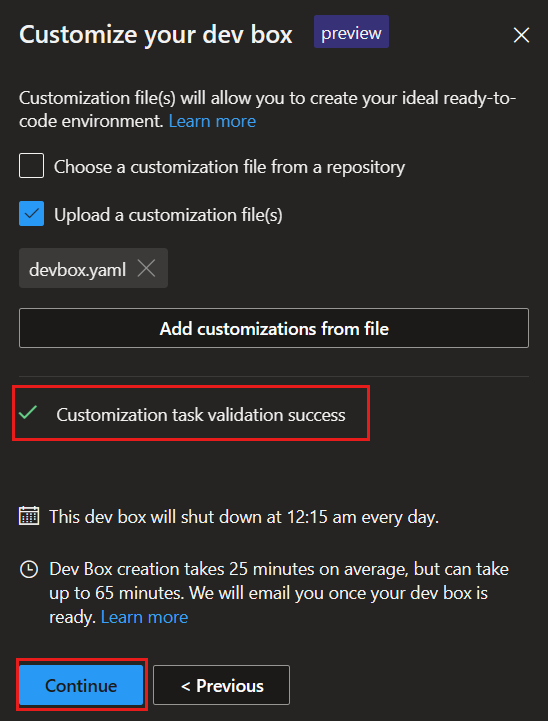 Customize your dev box preview
Customization file(s) will allow you to create your ideal ready-to-
code environment. Learn more
Choose a customization file from a repository
Upload a customization file(s)
devbox.yaml
Add customizations from file
Customization task validation success
This dev box will shut down at 12:15 am every day.
Dev Box creation takes 25 minutes on average, but can take
up to 65 minutes. We will email you once your dev box is
ready. Learn more
Continue
< Previous